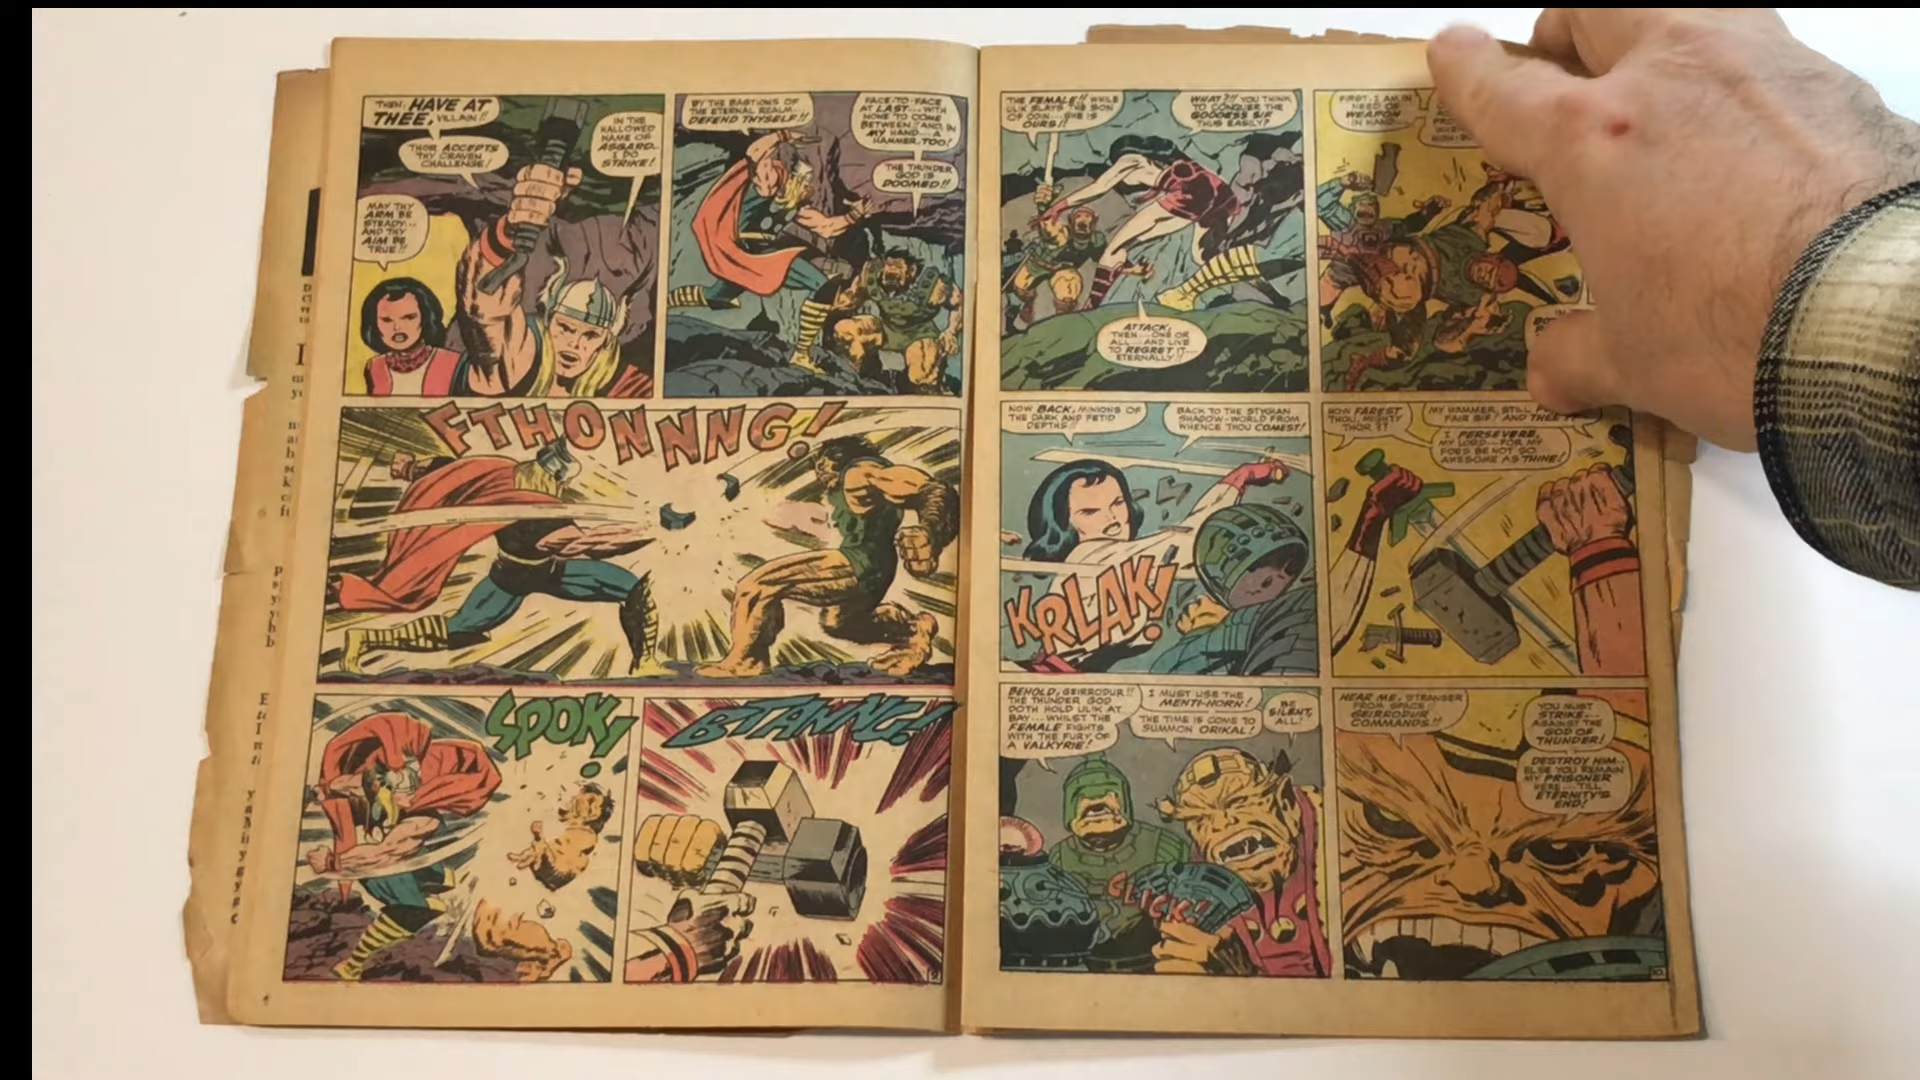 THEN, HAVE AT
THEE, VILLAIN!!
THOR ACCEPTS
THY CRAVEN
CHALLENGE!
IN THE
HALLOWED
NAME OF
ASGARD..
I DO
STRIKE!
MAY THY
ARM BE
STEADY...
AND THY
AIM BE
TRUE!!
BY THE BASTIONS OF
THE ETERNAL REALM...
DEFEND THYSELF!!
FACE-TO-FACE
AT LAST... WITH
NONE TO COME
BETWEEN! AND, IN
MY HAND... A
HAMMER, TOO!
THE THUNDER
GOD IS
DOOMED!!
FTHONNNG!
SPOK!
BTANNG!
9
THE FEMALE!! WHILE
ULIK SLAYS THE SON
OF ODIN... SHE IS
OURS!!
WHAT?!! YOU THINK
TO CONQUER THE
GODDESS SIF
THUS EASILY?
ATTACK,
THEN... ONE OR
ALL... AND LIVE
TO REGRET IT...
ETERNALLY!!
FIRST, I AM IN
NEED OF
WEAPON
IN HAND...
NOW BACK, MINIONS OF
THE DARK AND FETID
DEPTHS!!
BACK TO THE STYGIAN
SHADOW-WORLD FROM
WHENCE THOU COMEST!
KRLAK!
HOW FAREST
THOU, MIGHTY
THOR??
MY HAMMER, STILL
FAIR SIF! AND THEE?
I PERSEVERE,
MY LORD... FOR MY
FOES BE NOT SO
AWESOME AS THINE!
BEHOLD, GEIRRODUR!!
THE THUNDER GOD
DOTH HOLD ULIK AT
BAY... WHILST THE
FEMALE FIGHTS
WITH THE FURY OF
A VALKYRIE!
I MUST USE THE
MENTI-HORN!
THE TIME IS COME TO
SUMMON ORIKAL!
BE
SILENT,
ALL!
CLICK!
HEAR ME, STRANGER
FROM SPACE!!
GEIRRODUR
COMMANDS!!
YOU MUST
STRIKE...
AGAINST THE
GOD OF
THUNDER!
DESTROY HIM--
ELSE YOU REMAIN
MY PRISONER
HERE... TILL
ETERNITY'S
END!
10